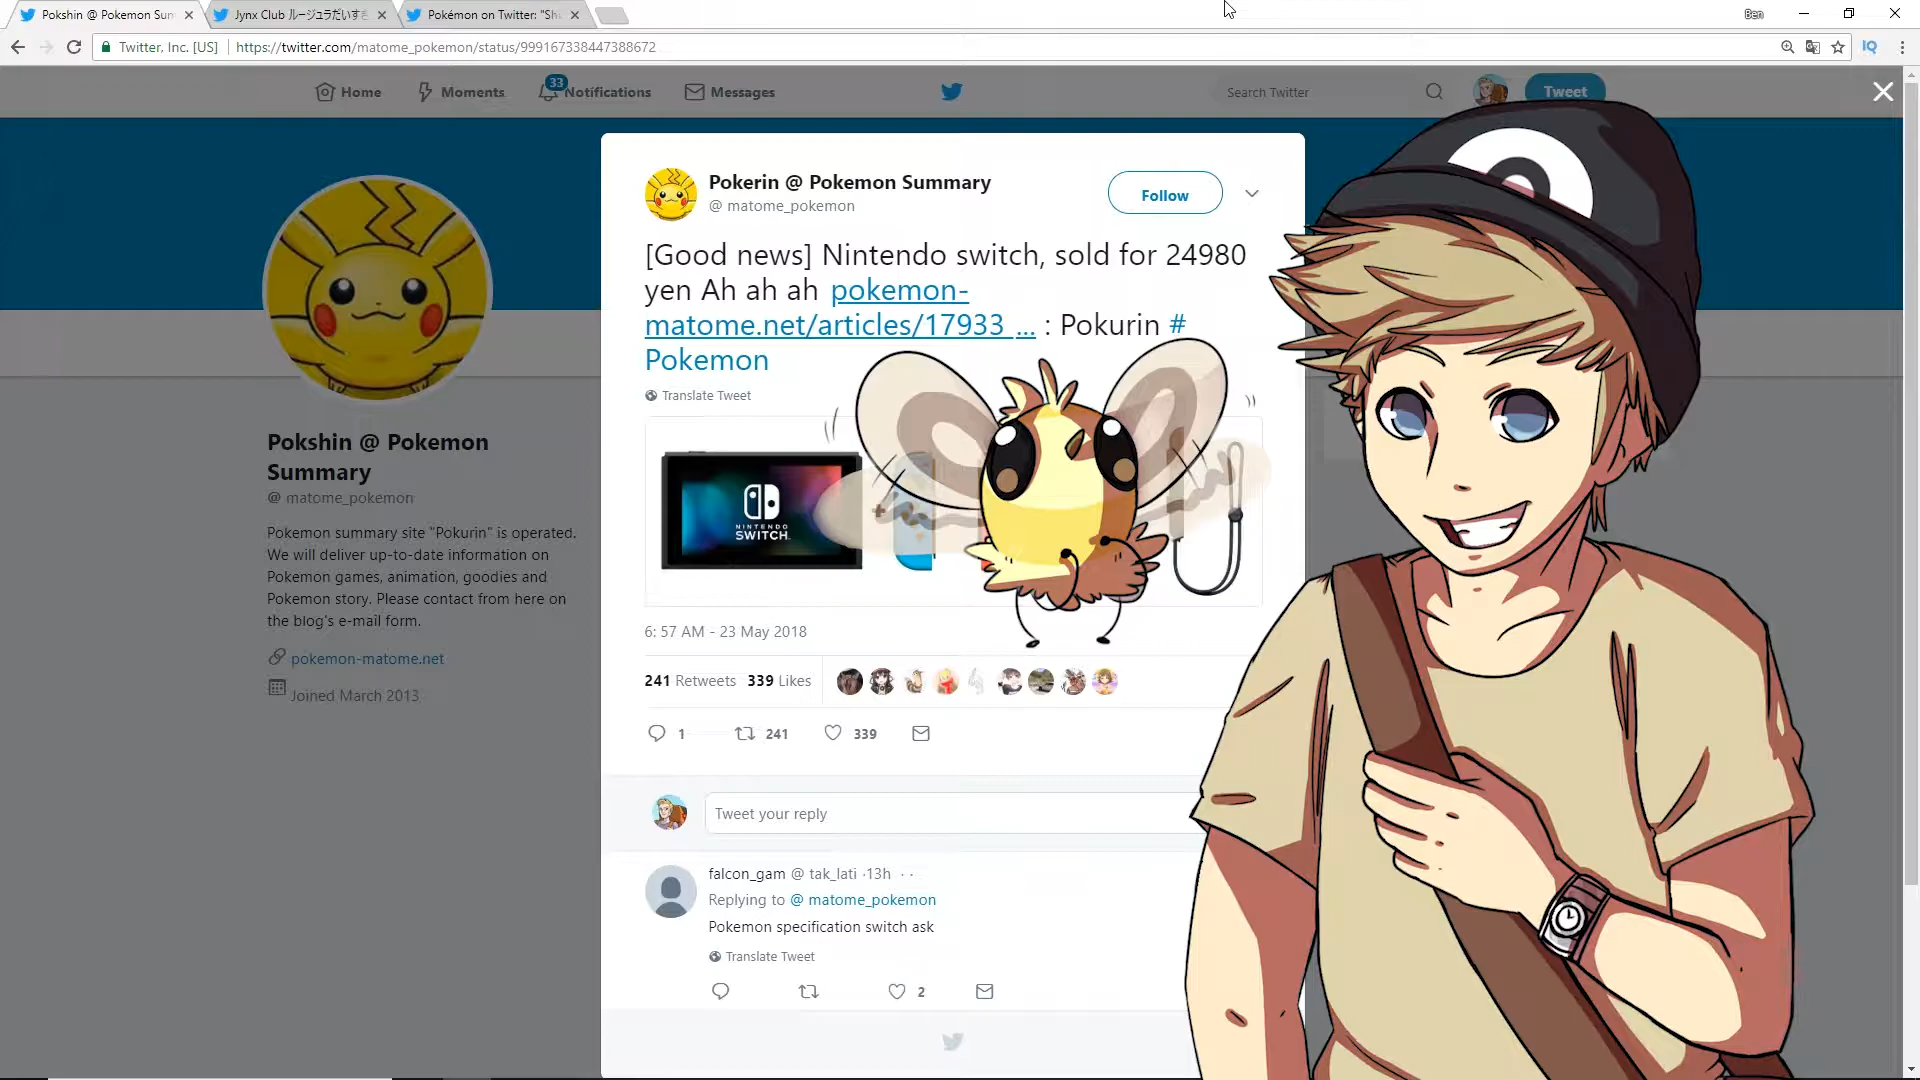 Pokshin @ Pokemon Sum
Jynx Club ルージュラだいすき
Pokémon on Twitter: "Sh
Ben
Twitter, Inc. [US]
https://twitter.com/matome_pokemon/status/999167338447388672
IQ
Home
Moments
33
Notifications
Messages
Search Twitter
Tweet
Pokerin @ Pokemon Summary
@ matome_pokemon
Follow
[Good news] Nintendo switch, sold for 24980
yen Ah ah ah pokemon-
matome.net/articles/17933 ... : Pokurin #
Pokemon
Translate Tweet
NINTENDO
SWITCH
6: 57 AM - 23 May 2018
241 Retweets 339 Likes
1
241
339
Tweet your reply
falcon_gam @ tak_lati ·13h
Replying to @ matome_pokemon
Pokemon specification switch ask
Translate Tweet
2
Pokshin @ Pokemon
Summary
@ matome_pokemon
Pokemon summary site "Pokurin" is operated.
We will deliver up-to-date information on
Pokemon games, animation, goodies and
Pokemon story. Please contact from here on
the blog's e-mail form.
pokemon-matome.net
Joined March 2013